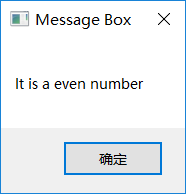 Message Box
It is a even number
确定